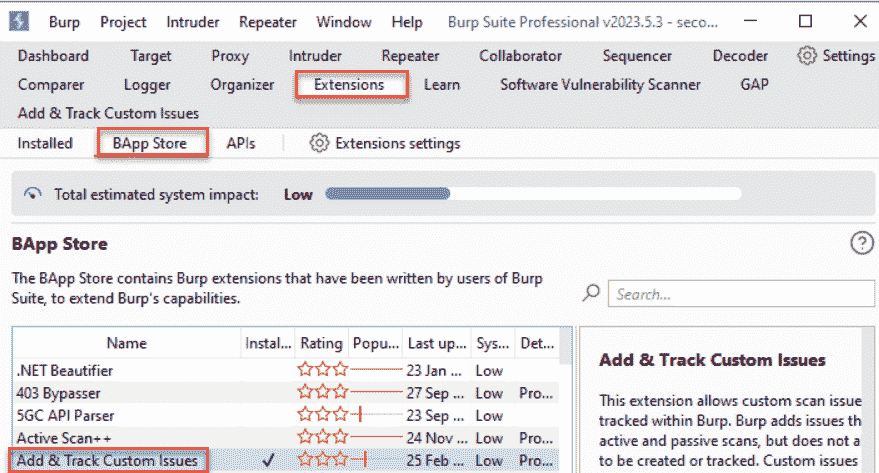 Burp Project Intruder Repeater Window Help Burp Suite Professional v2023.5.3 - seco...
Dashboard Target Proxy Intruder Repeater Collaborator Sequencer Decoder Settings
Comparer Logger Organizer Extensions Learn Software Vulnerability Scanner GAP
Add & Track Custom Issues
Installed BApp Store APIs Extensions settings
Total estimated system impact: Low
BApp Store
The BApp Store contains Burp extensions that have been written by users of Burp
Suite, to extend Burp's capabilities.
Search...
Name Instal... Rating Popu... Last up... Sys... Det...
.NET Beautifier 23 Jan ... Low
403 Bypasser 27 Sep ... Low Pro...
5GC API Parser 23 Sep ... Low
Active Scan++ 24 Nov ... Low Pro...
Add & Track Custom Issues ✓ 25 Feb ... Low Pro...
Add & Track Custom Issues
This extension allows custom scan issue
tracked within Burp. Burp adds issues th
active and passive scans, but does not a
to be created or tracked. Custom issues